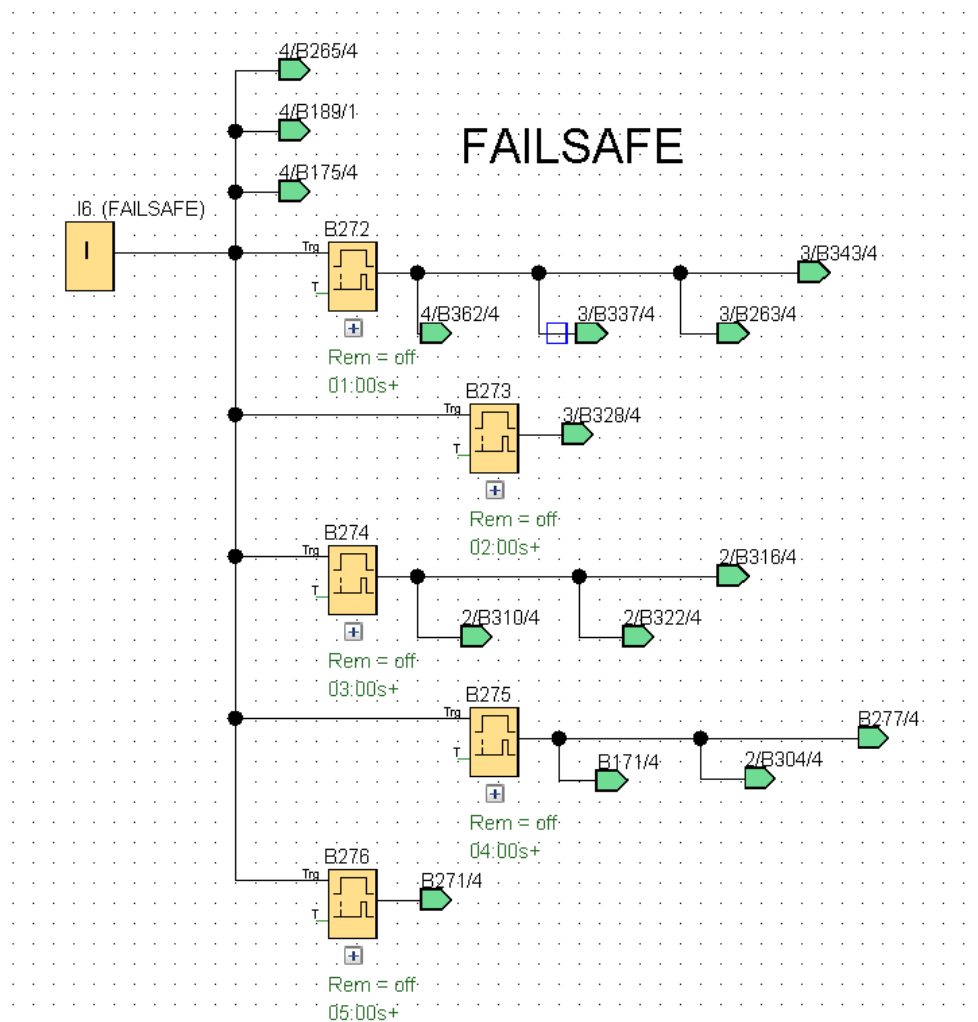 4/B265/4
4/B189/1
FAILSAFE
4/B175/4
.I6. (FAILSAFE)
B272
Trg
T
3/B343/4
4/B362/4
3/B337/4
3/B263/4
Rem = off
01:00s+
B273
Trg
T
3/B328/4
Rem = off
02:00s+
B274
Trg
T
2/B316/4
2/B310/4
2/B322/4
Rem = off
03:00s+
B275
Trg
T
B277/4
B171/4
2/B304/4
Rem = off
04:00s+
B276
Trg
T
B271/4
Rem = off
05:00s+